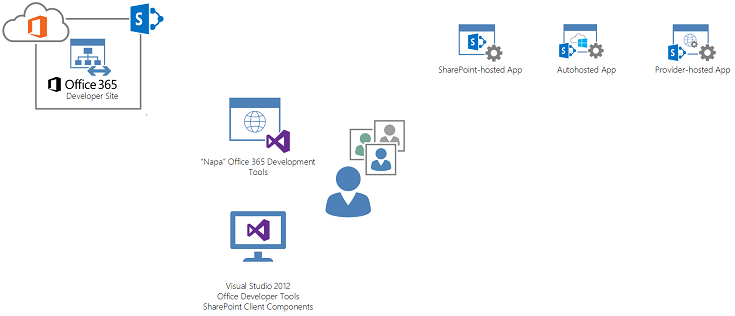 Office 365
Developer Site
SharePoint-hosted App
Autohosted App
Provider-hosted App
"Napa" Office 365 Development
Tools
Visual Studio 2012
Office Developer Tools
SharePoint Client Components